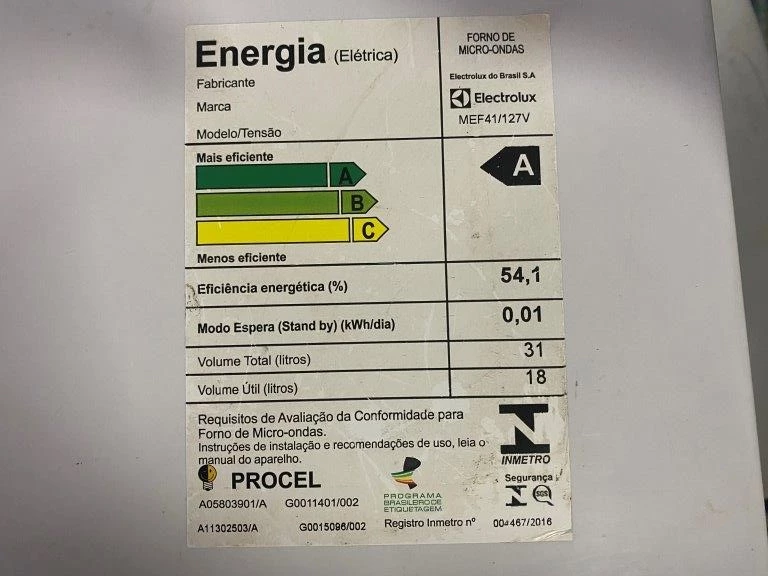 Energia (Elétrica)
FORNO DE
MICRO-ONDAS
Fabricante
Electrolux do Brasil S.A
Marca
Electrolux
Modelo/Tensão
MEF41/127V
Mais eficiente
A
A
B
C
Menos eficiente
Eficiência energética (%) 54,1
Modo Espera (Stand by) (kWh/dia) 0,01
Volume Total (litros) 31
Volume Útil (litros) 18
Requisitos de Avaliação da Conformidade para
Forno de Micro-ondas.
Instruções de instalação e recomendações de uso, leia o
manual do aparelho.
INMETRO
PROCEL
PROGRAMA
BRASILEIRO DE
ETIQUETAGEM
Segurança
SGS
A05803901/A G0011401/002
A11302503/A G0015096/002 Registro Inmetro nº 467/2016